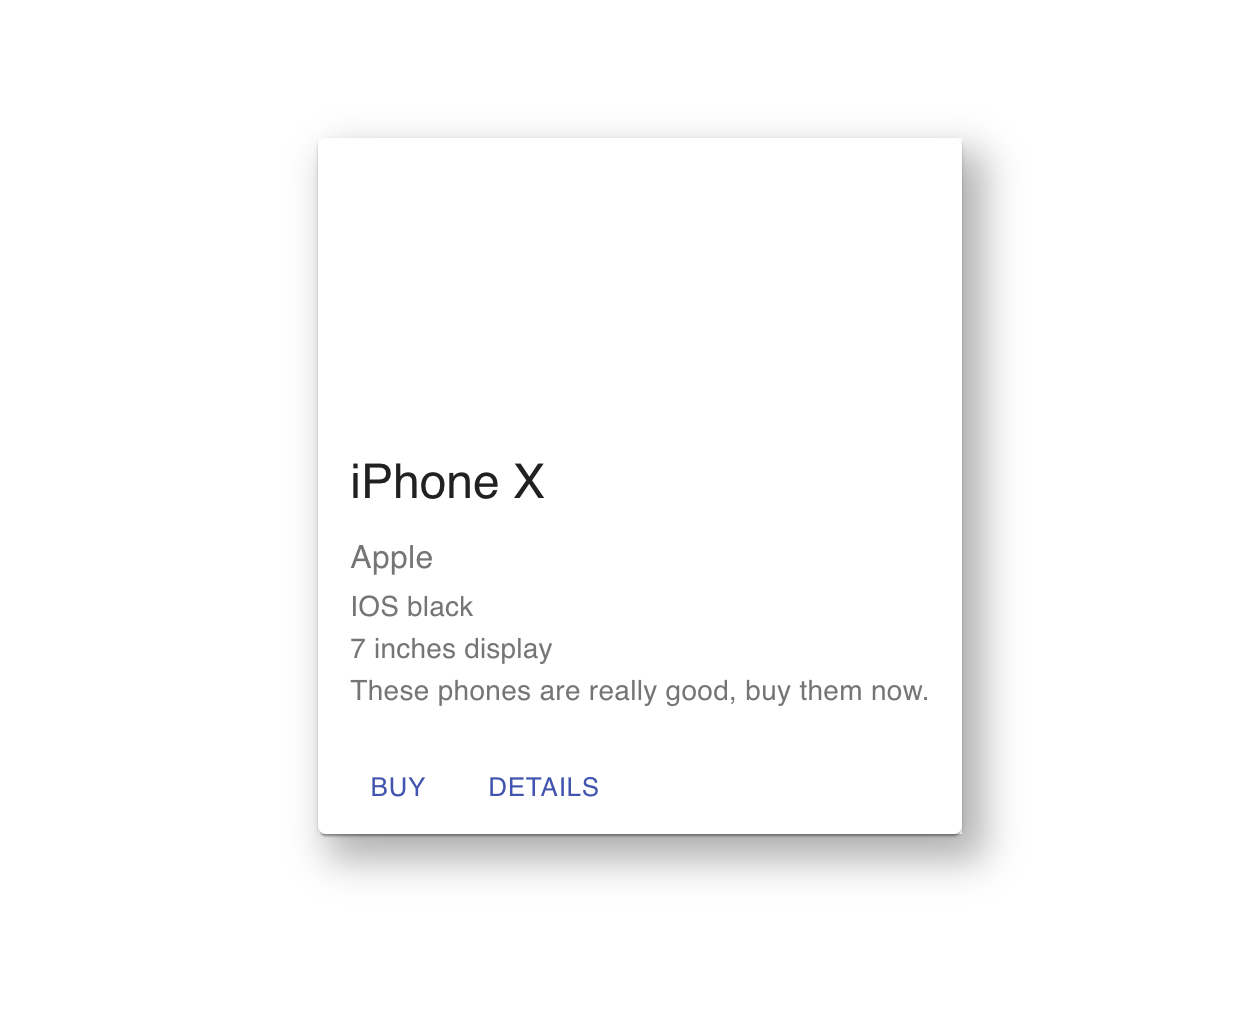 iPhone X
Apple
IOS black
7 inches display
These phones are really good, buy them now.
BUY DETAILS